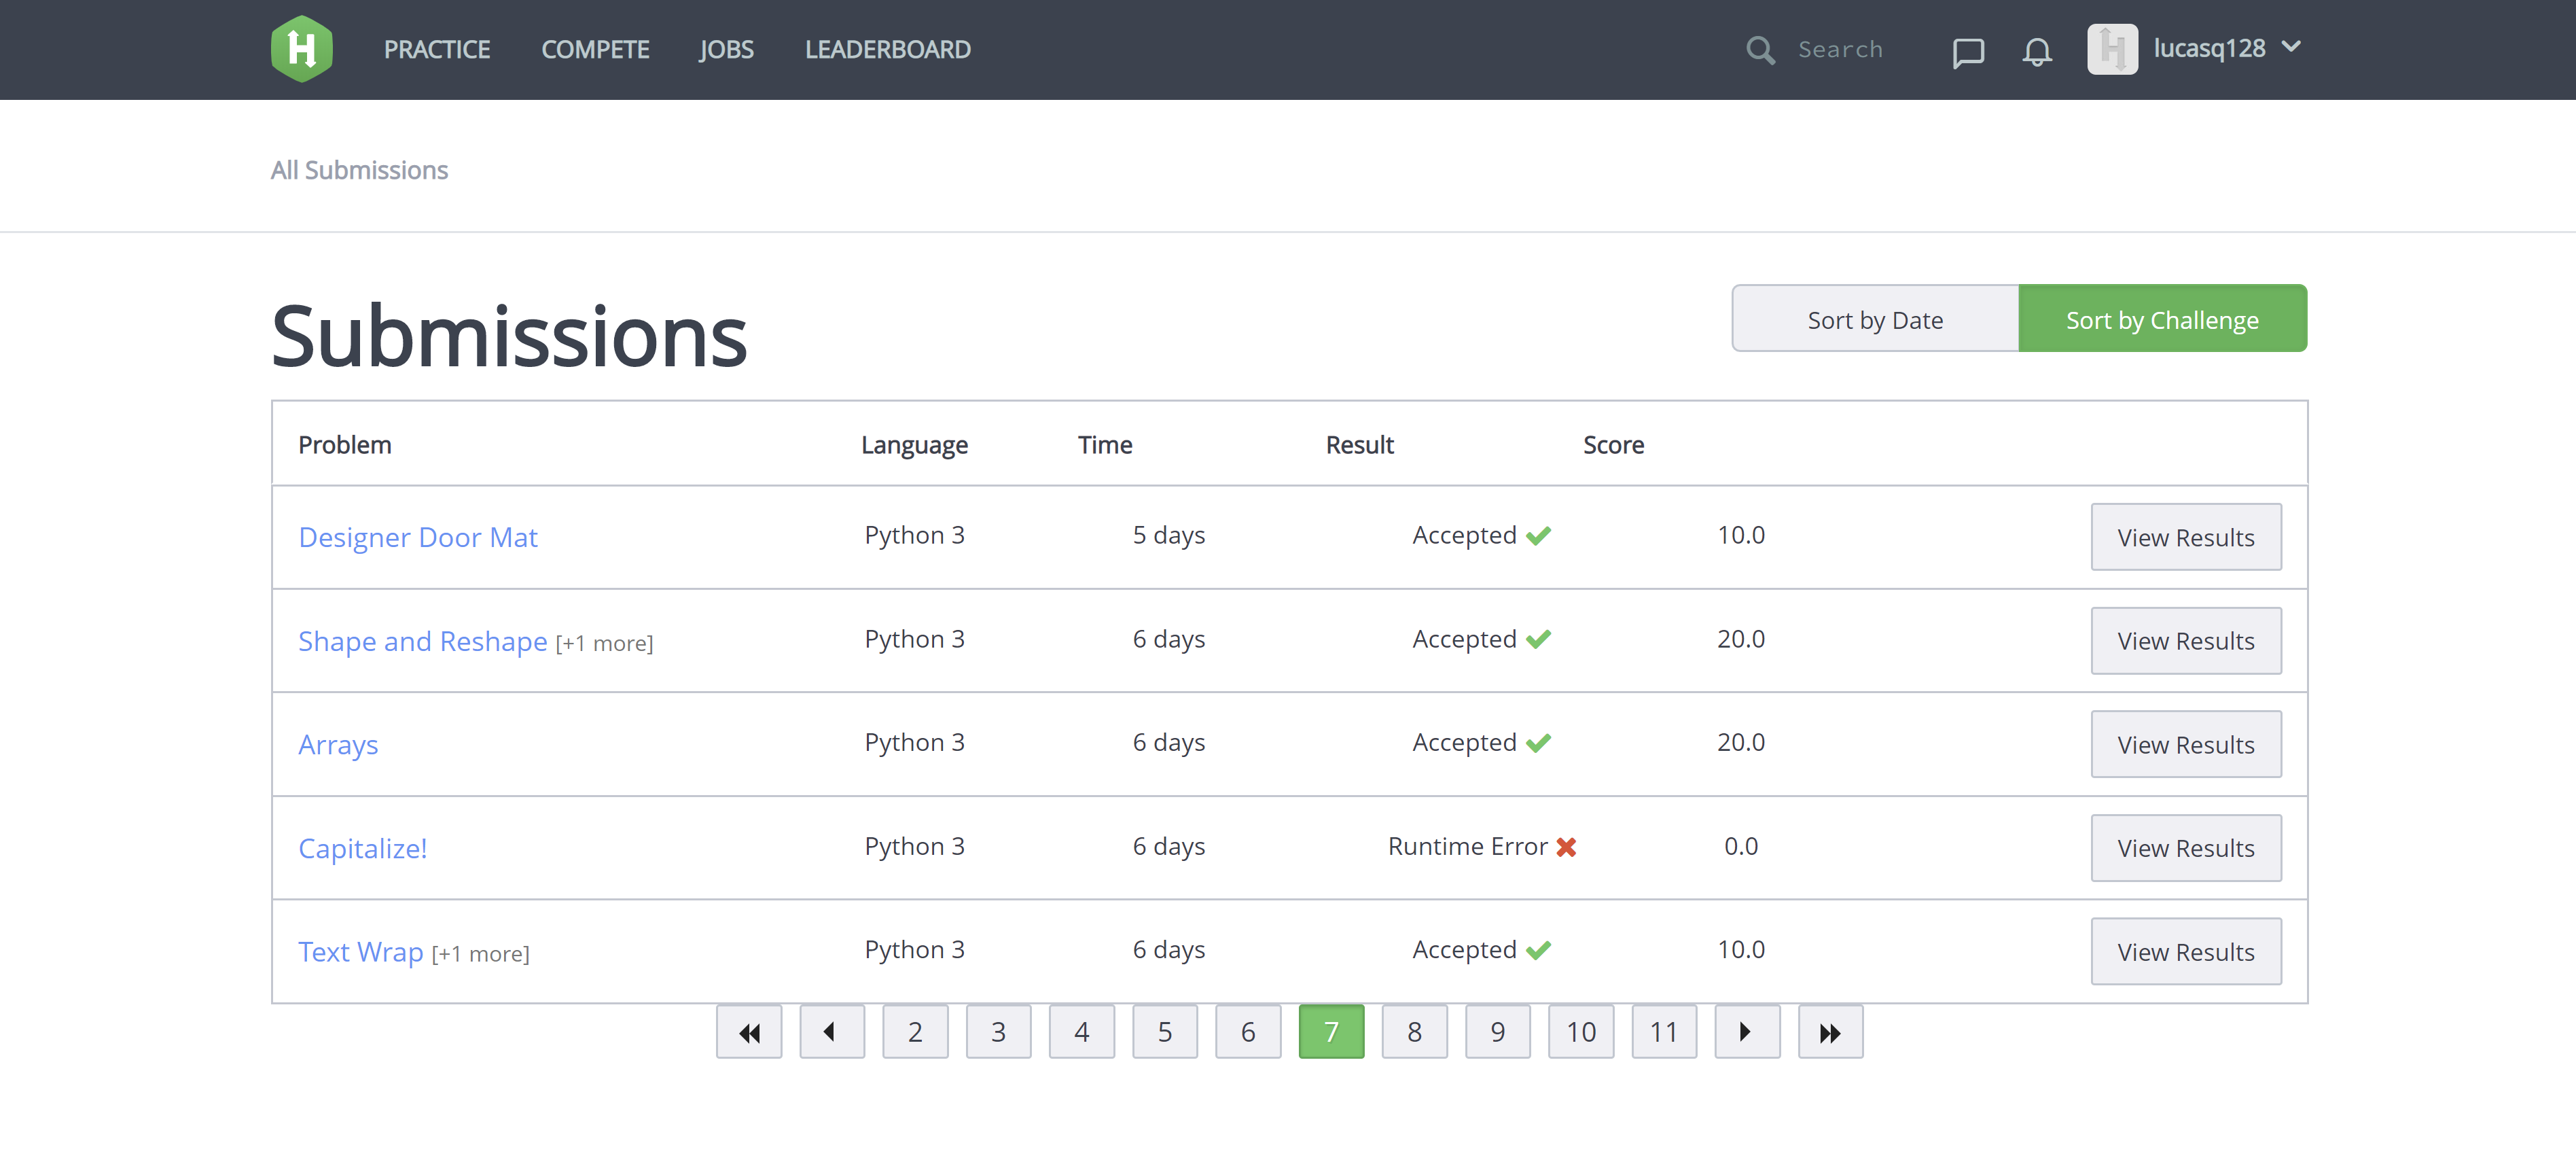 H PRACTICE COMPETE JOBS LEADERBOARD Search H lucasq128
All Submissions
Submissions
Sort by Date Sort by Challenge
Problem Language Time Result Score
Designer Door Mat Python 3 5 days Accepted 10.0 View Results
Shape and Reshape [+1 more] Python 3 6 days Accepted 20.0 View Results
Arrays Python 3 6 days Accepted 20.0 View Results
Capitalize! Python 3 6 days Runtime Error 0.0 View Results
Text Wrap [+1 more] Python 3 6 days Accepted 10.0 View Results
2 3 4 5 6 7 8 9 10 11